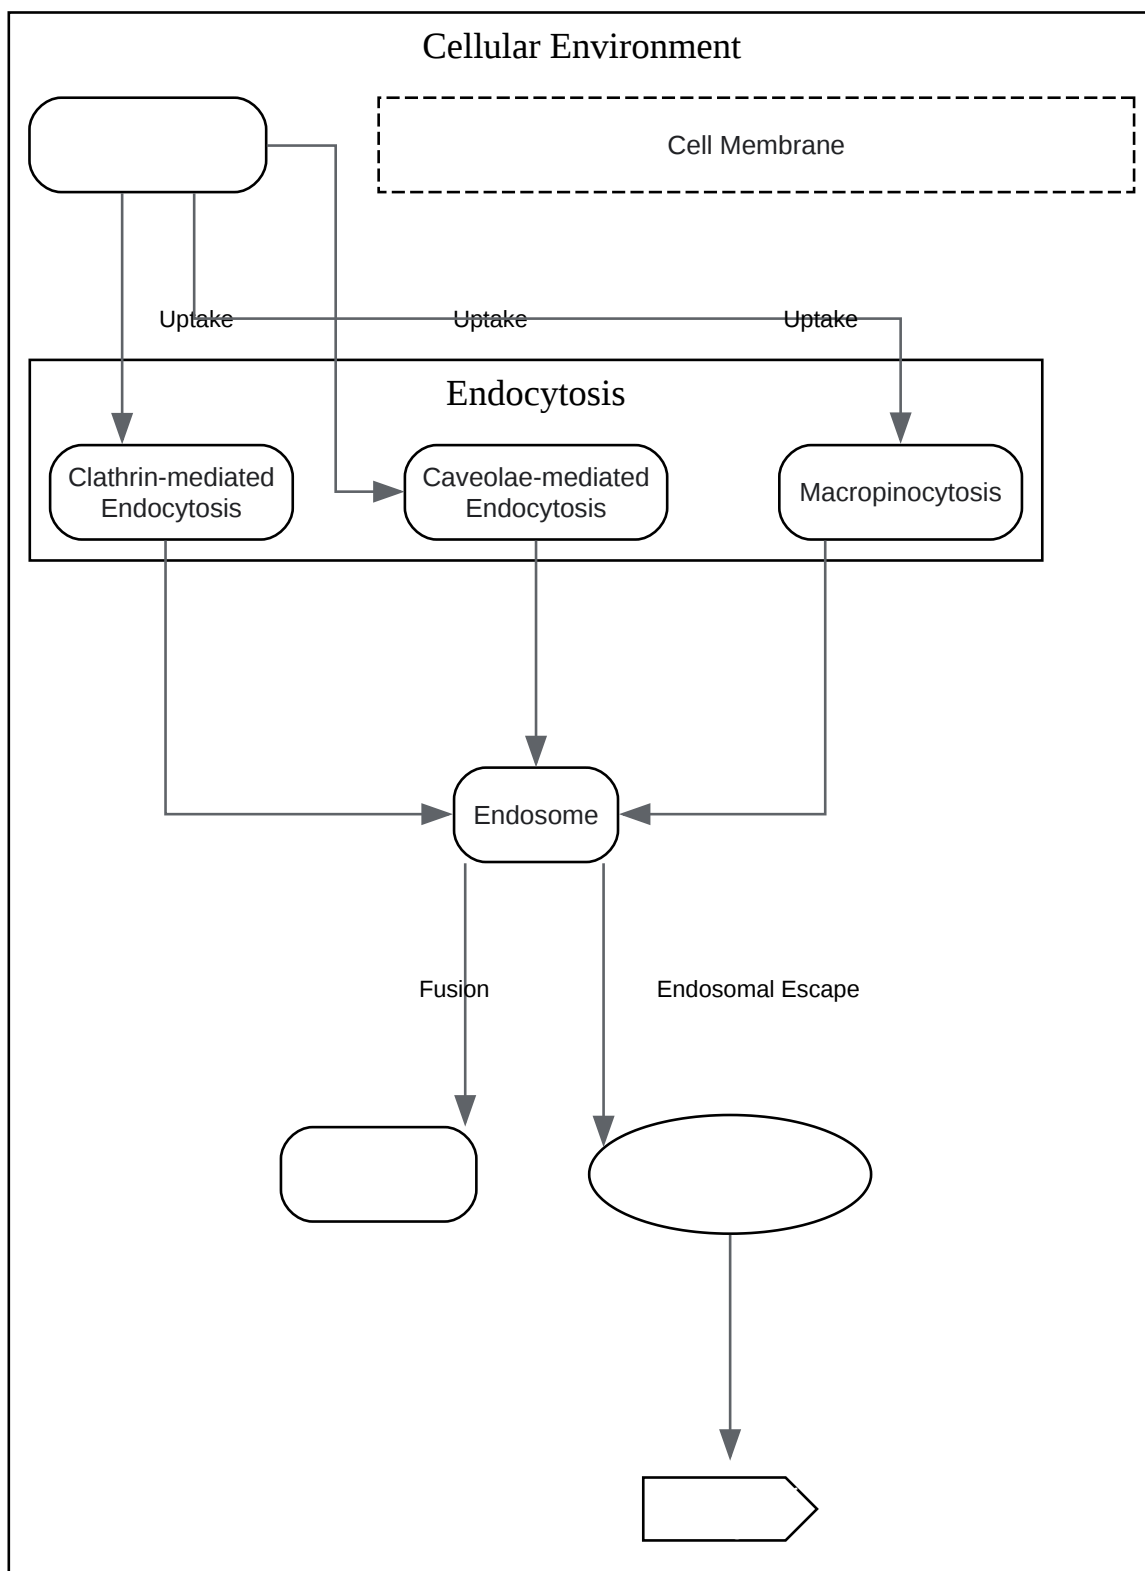 Cellular Environment
Cell Membrane
Uptake
Uptake
Uptake
Endocytosis
Clathrin-mediated
Endocytosis
Caveolae-mediated
Endocytosis
Macropinocytosis
Endosome
Fusion
Endosomal Escape